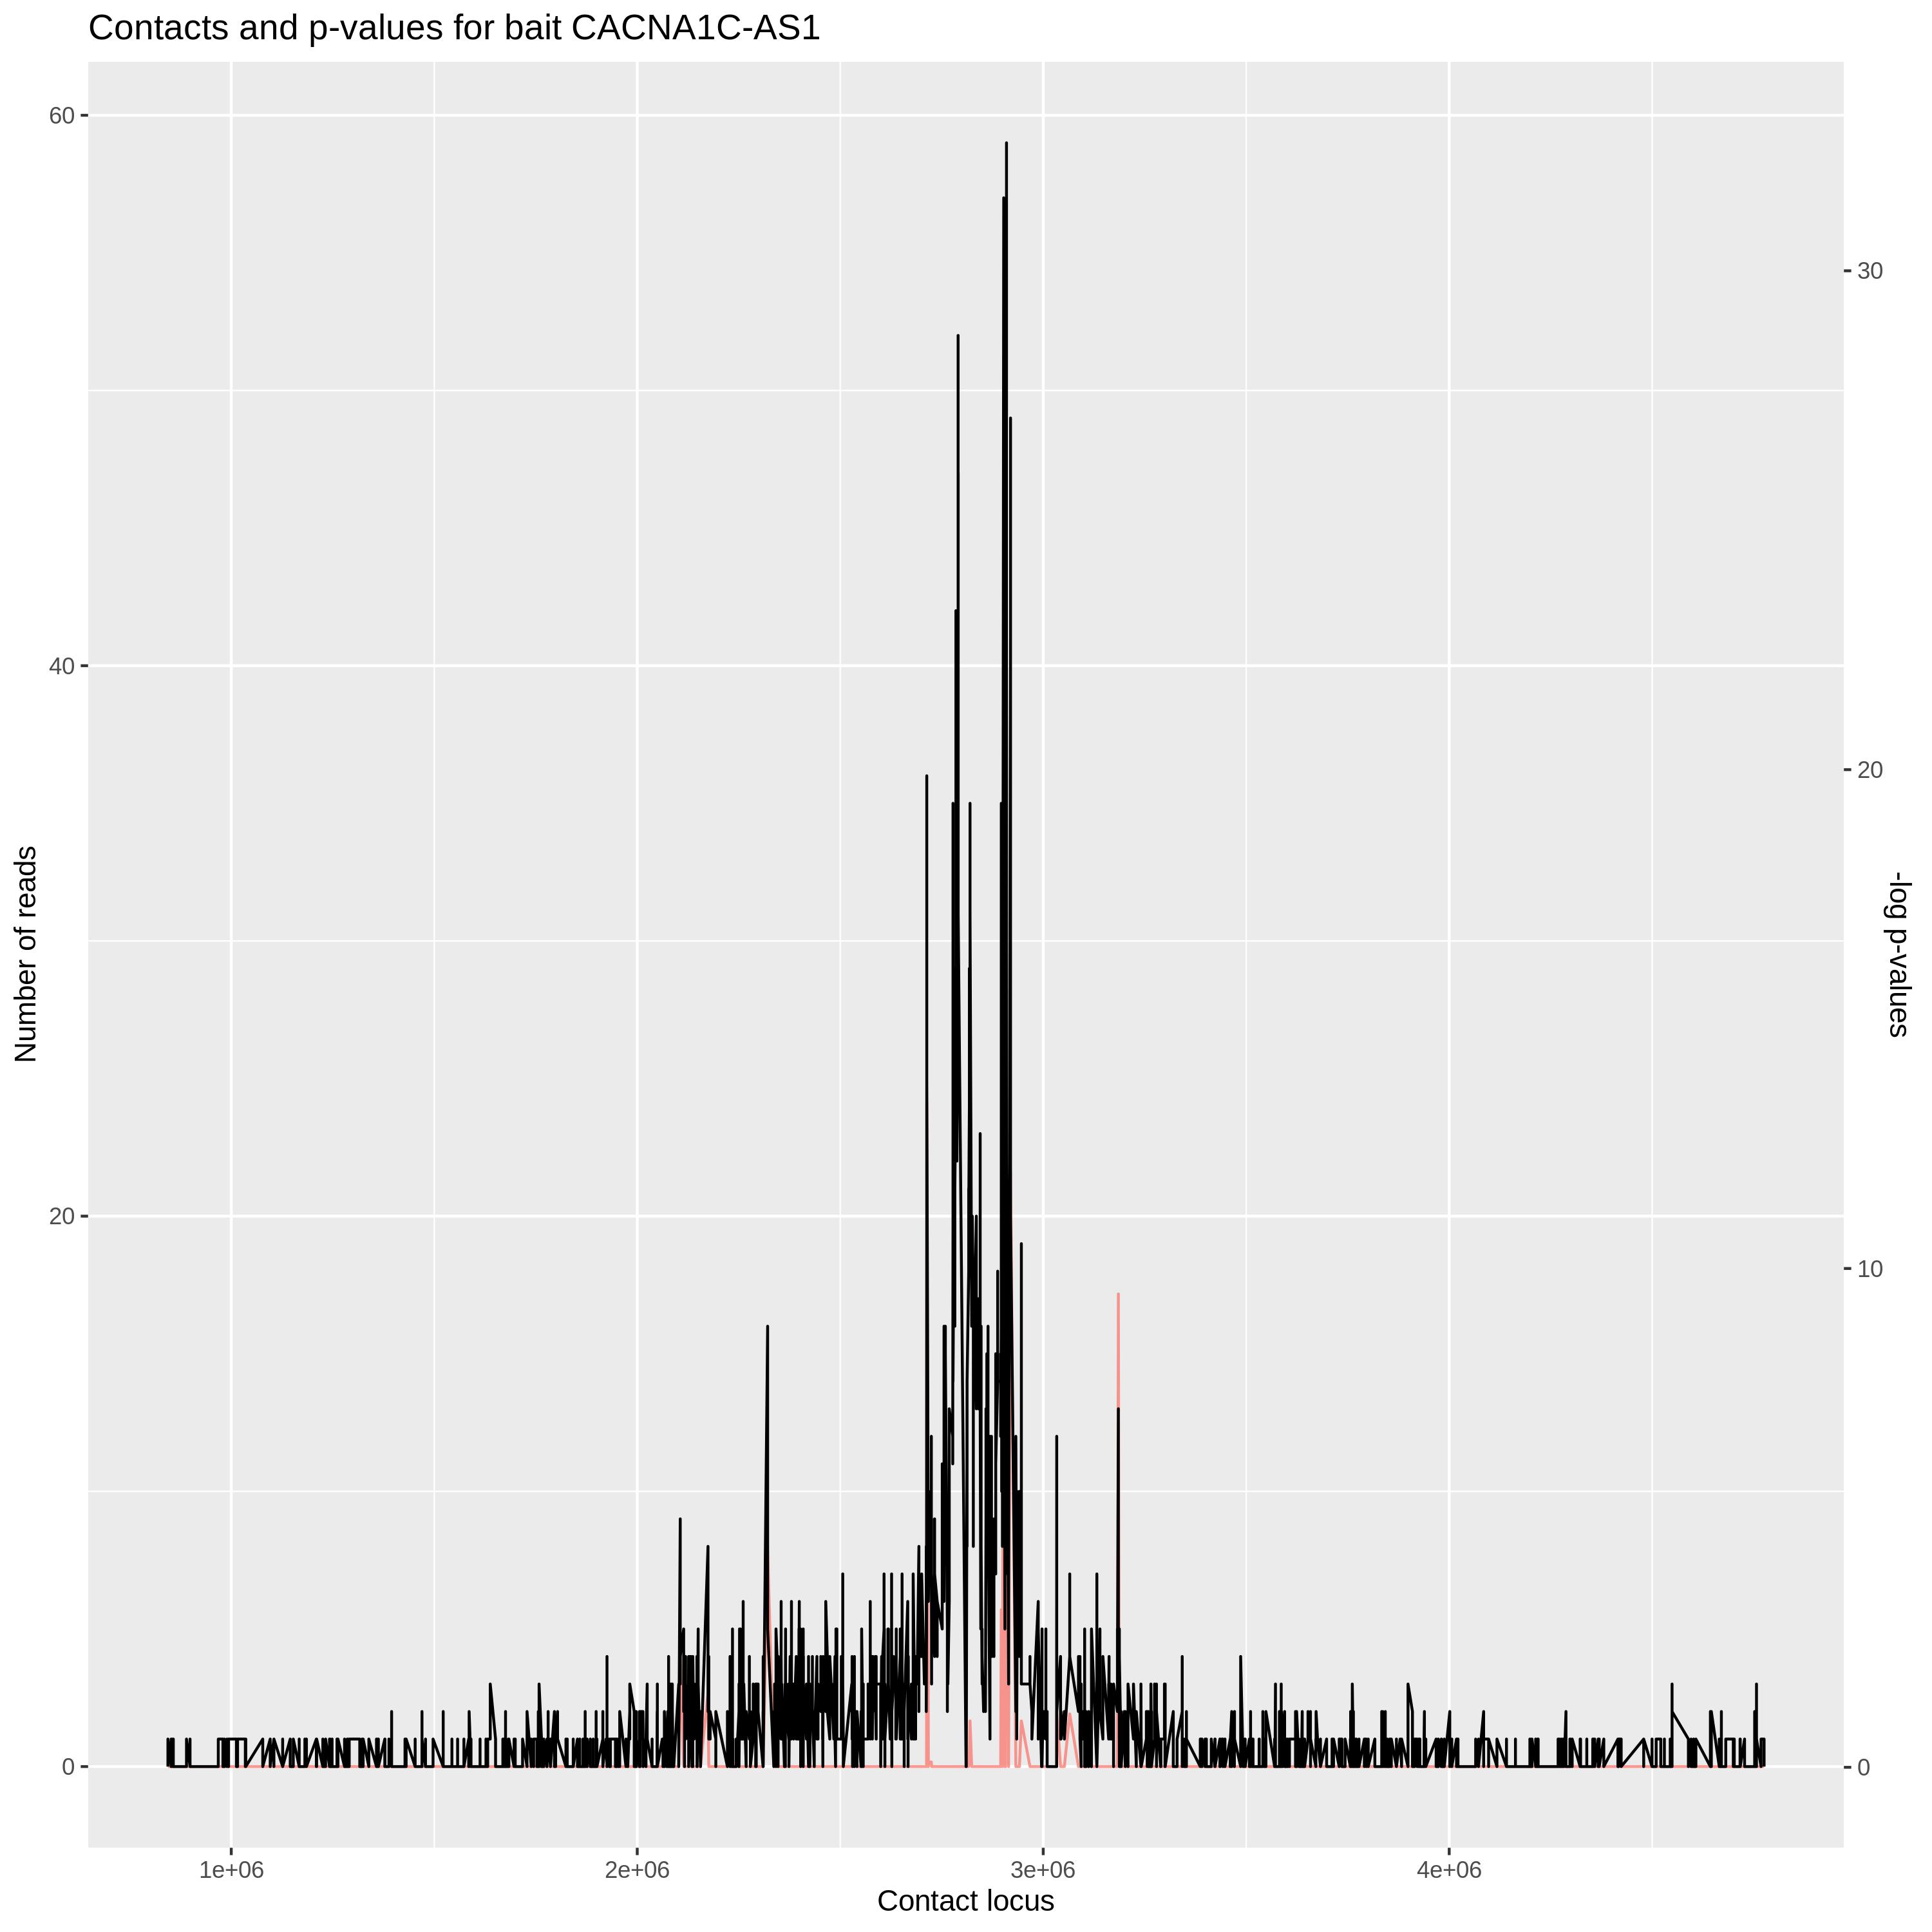 Contacts and p-values for bait CACNA1C-AS1
60
40
20
0
Number of reads
30
20
10
0
-log p-values
1e+06
2e+06
3e+06
4e+06
Contact locus